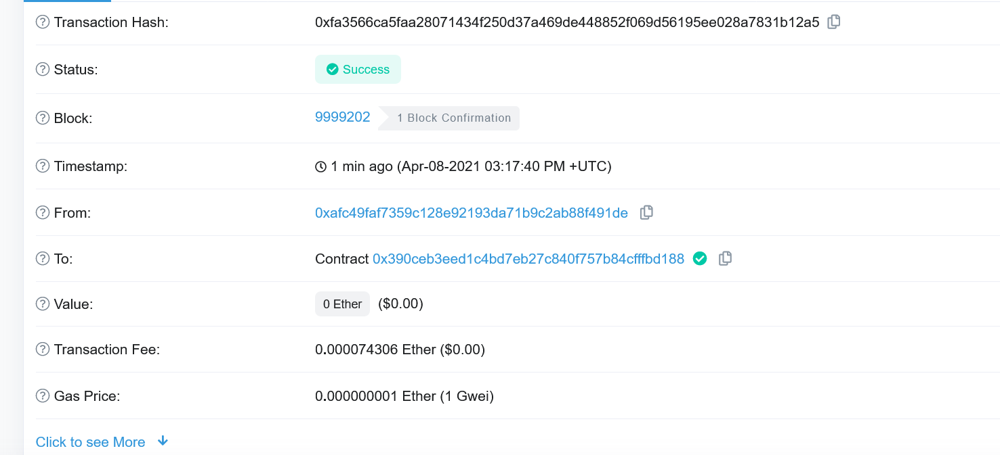 Transaction Hash: 0xfa3566ca5faa28071434f250d37a469de448852f069d56195ee028a7831b12a5
Status: Success
Block: 9999202 1 Block Confirmation
Timestamp: 1 min ago (Apr-08-2021 03:17:40 PM +UTC)
From: 0xafc49faf7359c128e92193da71b9c2ab88f491de
To: Contract 0x390ceb3eed1c4bd7eb27c840f757b84cfffbd188
Value: 0 Ether ($0.00)
Transaction Fee: 0.000074306 Ether ($0.00)
Gas Price: 0.000000001 Ether (1 Gwei)
Click to see More